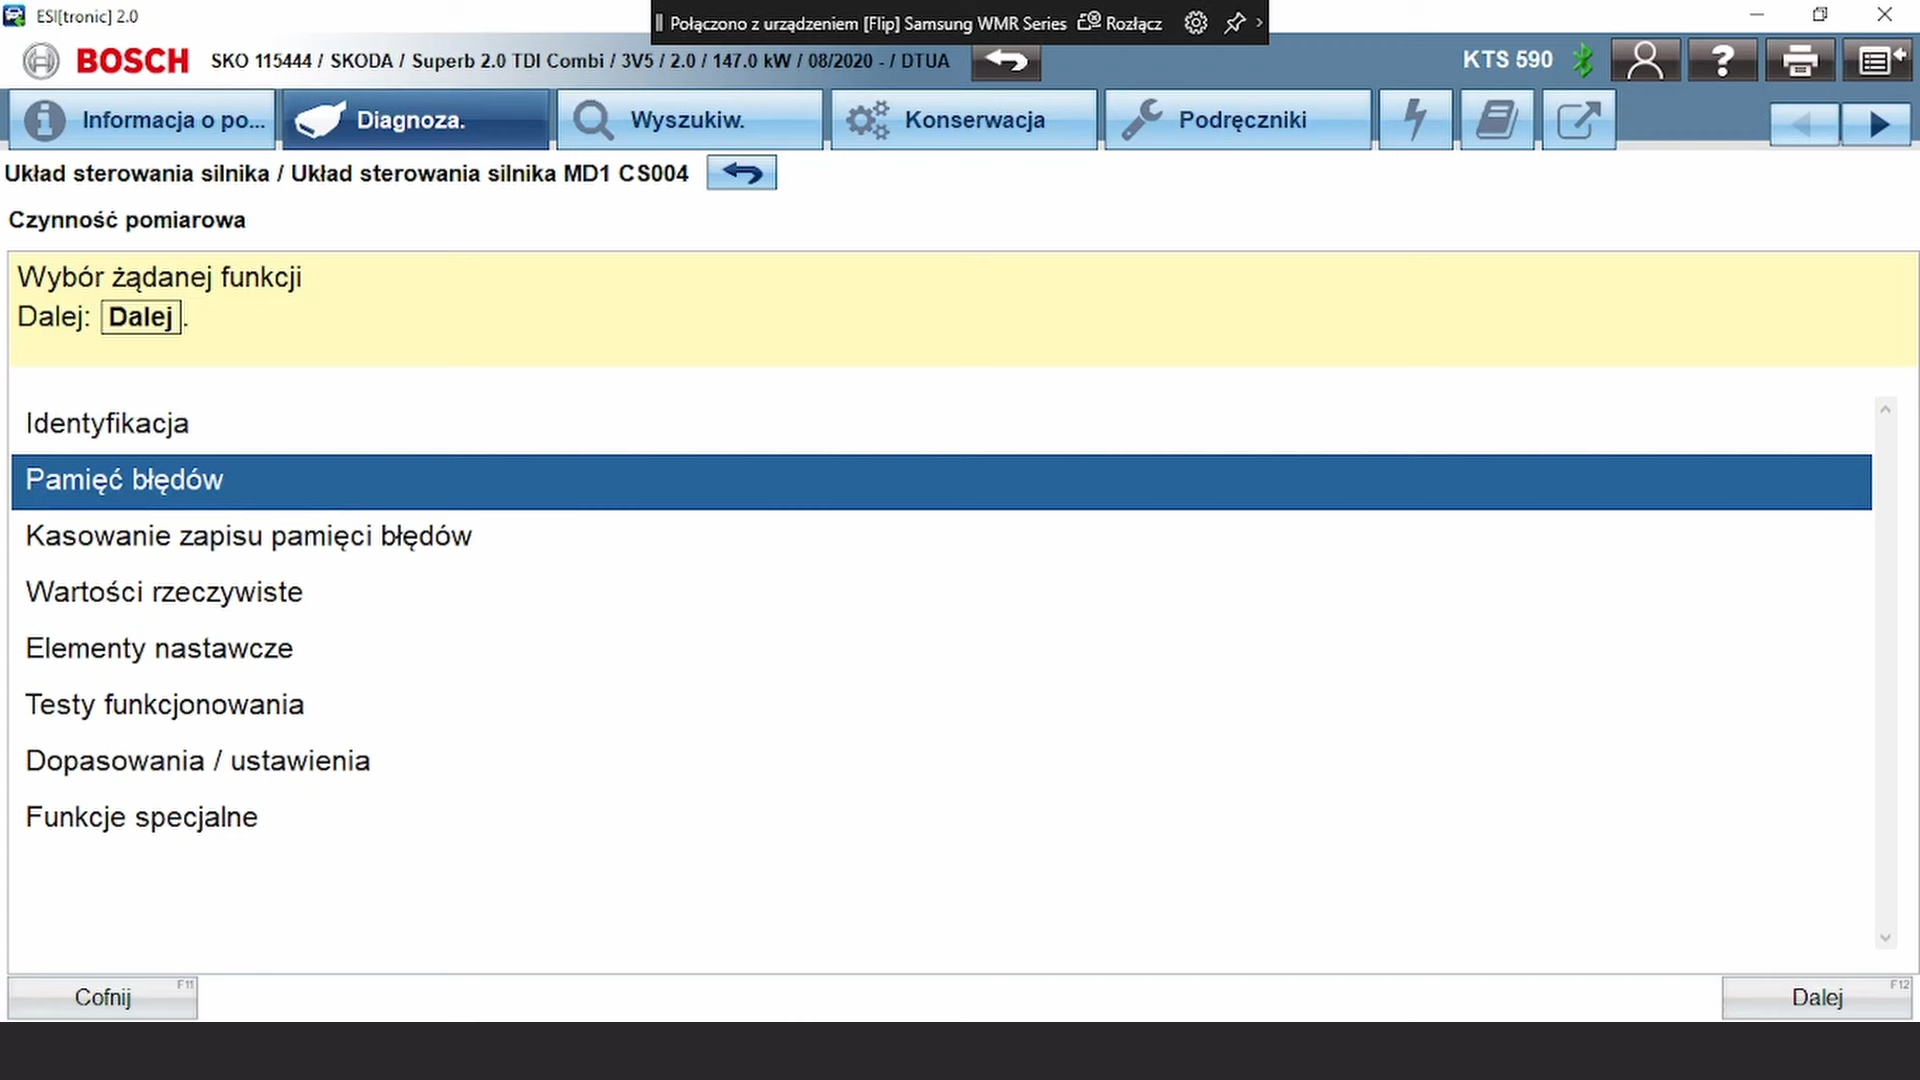 ESI[tronic] 2.0
Połączono z urządzeniem [Flip] Samsung WMR Series Rozłącz
BOSCH SKO 115444 / SKODA / Superb 2.0 TDI Combi / 3V5 / 2.0 / 147.0 kW / 08/2020 - / DTUA KTS 590 ?
Informacja o po... Diagnoza. Wyszukiw. Konserwacja Podręczniki
Układ sterowania silnika / Układ sterowania silnika MD1 CS004
Czynność pomiarowa
Wybór żądanej funkcji
Dalej: Dalej.
Identyfikacja
Pamięć błędów
Kasowanie zapisu pamięci błędów
Wartości rzeczywiste
Elementy nastawcze
Testy funkcjonowania
Dopasowania / ustawienia
Funkcje specjalne
Cofnij F11
Dalej F12